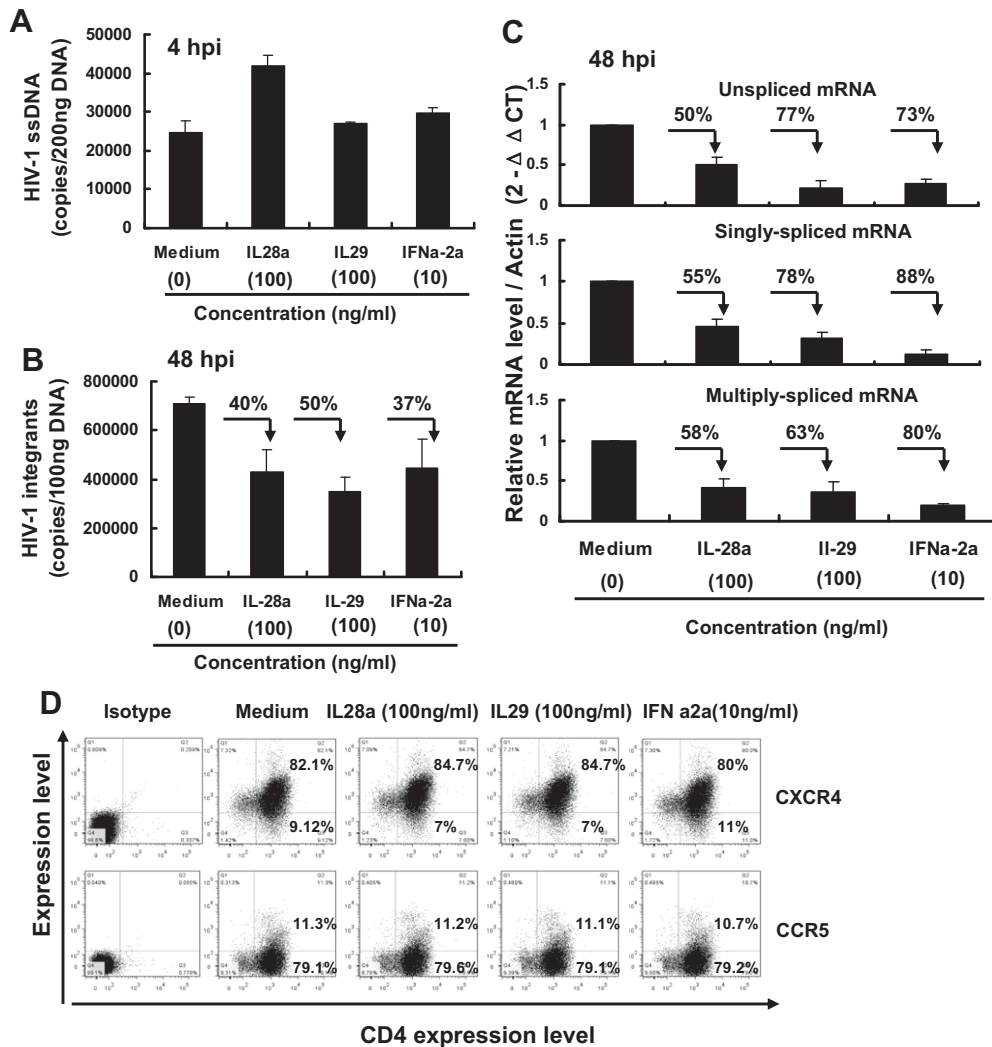 A
4 hpi
HIV-1 ssDNA
(copies/200ng DNA)
50000
40000
30000
20000
10000
0
Medium IL28a IL29 IFNa-2a
(0) (100) (100) (10)
Concentration (ng/ml)
B
48 hpi
HIV-1 integrants
(copies/100ng DNA)
800000
600000
400000
200000
0
40% 50% 37%
Medium IL-28a IL-29 IFNa-2a
(0) (100) (100) (10)
Concentration (ng/ml)
C
48 hpi
Relative mRNA level / Actin (2 - Δ Δ CT)
Unspliced mRNA
1.5
1
0.5
0
50% 77% 73%
Singly-spliced mRNA
1.5
1
0.5
0
55% 78% 88%
Multiply-spliced mRNA
1.5
1
0.5
0
58% 63% 80%
Medium IL-28a Il-29 IFNa-2a
(0) (100) (100) (10)
Concentration (ng/ml)
D
Isotype Medium IL28a (100ng/ml) IL29 (100ng/ml) IFN a2a(10ng/ml)
Expression level
82.1% 84.7% 84.7% 80%
9.12% 7% 7% 11%
CXCR4
11.3% 11.2% 11.1% 10.7%
79.1% 79.6% 79.1% 79.2%
CCR5
CD4 expression level